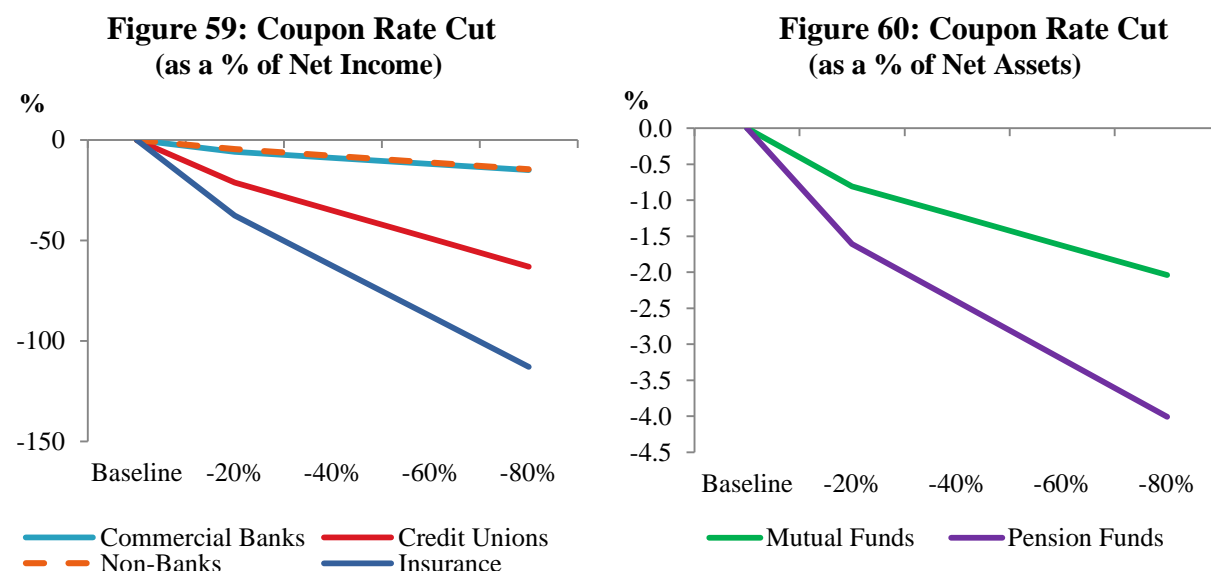 Figure 59: Coupon Rate Cut
(as a % of Net Income)
%
0
-50
-100
-150
Baseline -20% -40% -60% -80%
Commercial Banks Credit Unions
Non-Banks Insurance
Figure 60: Coupon Rate Cut
(as a % of Net Assets)
%
0.0
-0.5
-1.0
-1.5
-2.0
-2.5
-3.0
-3.5
-4.0
-4.5
Baseline -20% -40% -60% -80%
Mutual Funds Pension Funds